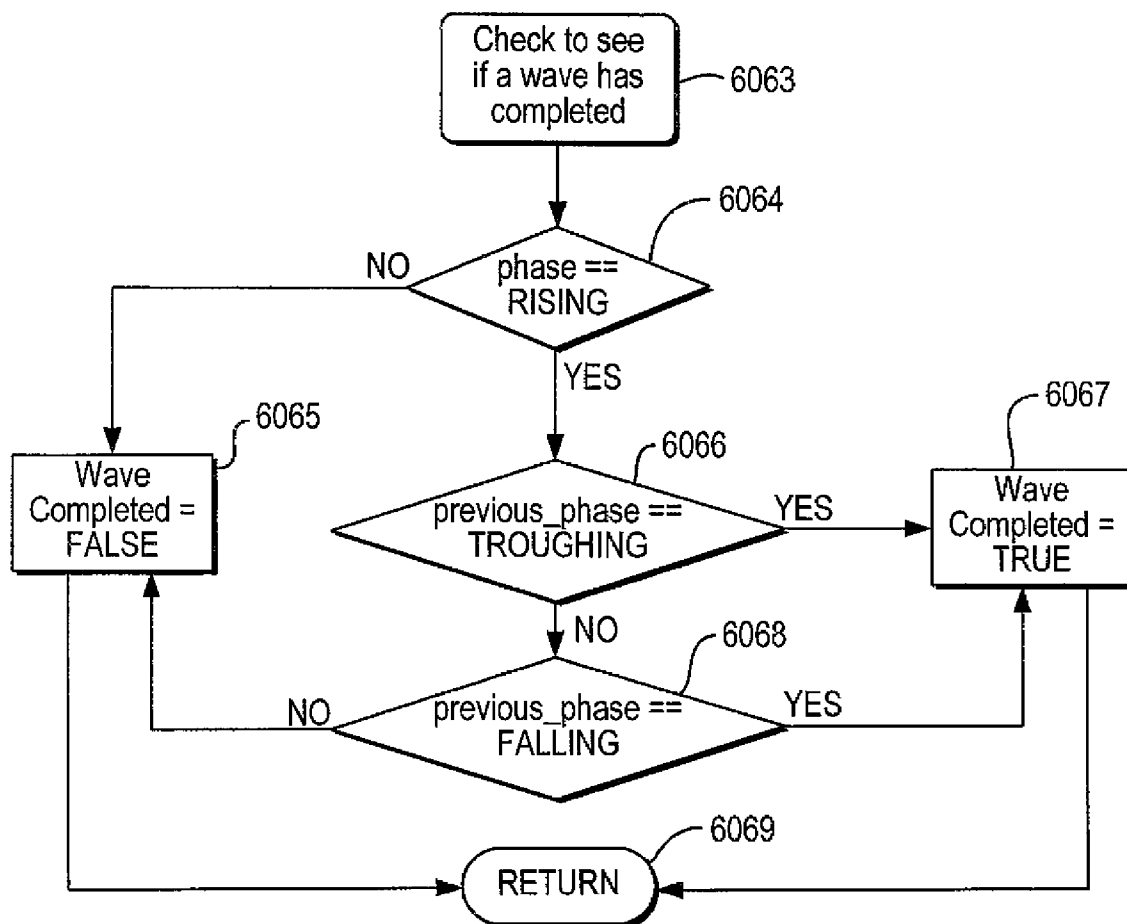 Check to see
if a wave has
completed
6063
6064
phase ==
RISING
NO
YES
6065
Wave
Completed =
FALSE
6066
previous_phase ==
TROUGHING
YES
6067
Wave
Completed =
TRUE
NO
6068
previous_phase ==
FALLING
NO
YES
6069
RETURN